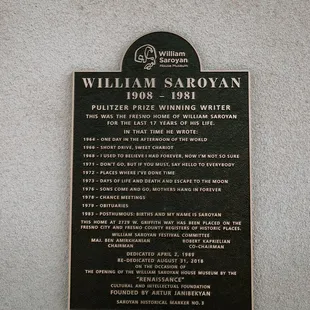 William
Saroyan
House Museum
WILLIAM SAROYAN
1908 - 1981
PULITZER PRIZE WINNING WRITER
THIS WAS THE FRESNO HOME OF WILLIAM SAROYAN
FOR THE LAST 17 YEARS OF HIS LIFE.
IN THAT TIME HE WROTE:
1964 - ONE DAY IN THE AFTERNOON OF THE WORLD
1966 - SHORT DRIVE, SWEET CHARIOT
1968 - I USED TO BELIEVE I HAD FOREVER, NOW I'M NOT SO SURE
1971 - DON'T GO, BUT IF YOU MUST, SAY HELLO TO EVERYBODY
1972 - PLACES WHERE I'VE DONE TIME
1973 - DAYS OF LIFE AND DEATH AND ESCAPE TO THE MOON
1976 - SONS COME AND GO, MOTHERS HANG IN FOREVER
1978 - CHANCE MEETINGS
1979 - OBITUARIES
1983 - POSTHUMOUS: BIRTHS AND MY NAME IS SAROYAN
THIS HOME AT 2729 W. GRIFFITH WAY HAS BEEN PLACED ON THE
FRESNO CITY AND FRESNO COUNTY REGISTERS OF HISTORIC PLACES.
WILLIAM SAROYAN FESTIVAL COMMITTEE
MAL BEN AMIRKHANIAN ROBERT KAPRIELIAN
CHAIRMAN CO-CHAIRMAN
DEDICATED APRIL 2, 1989
RE-DEDICATED AUGUST 31, 2018
ON THE OCCASION OF
THE OPENING OF THE WILLIAM SAROYAN HOUSE MUSEUM BY THE
"RENAISSANCE"
CULTURAL AND INTELLECTUAL FOUNDATION
FOUNDED BY ARTUR JANIBEKYAN
SAROYAN HISTORICAL MARKER NO.